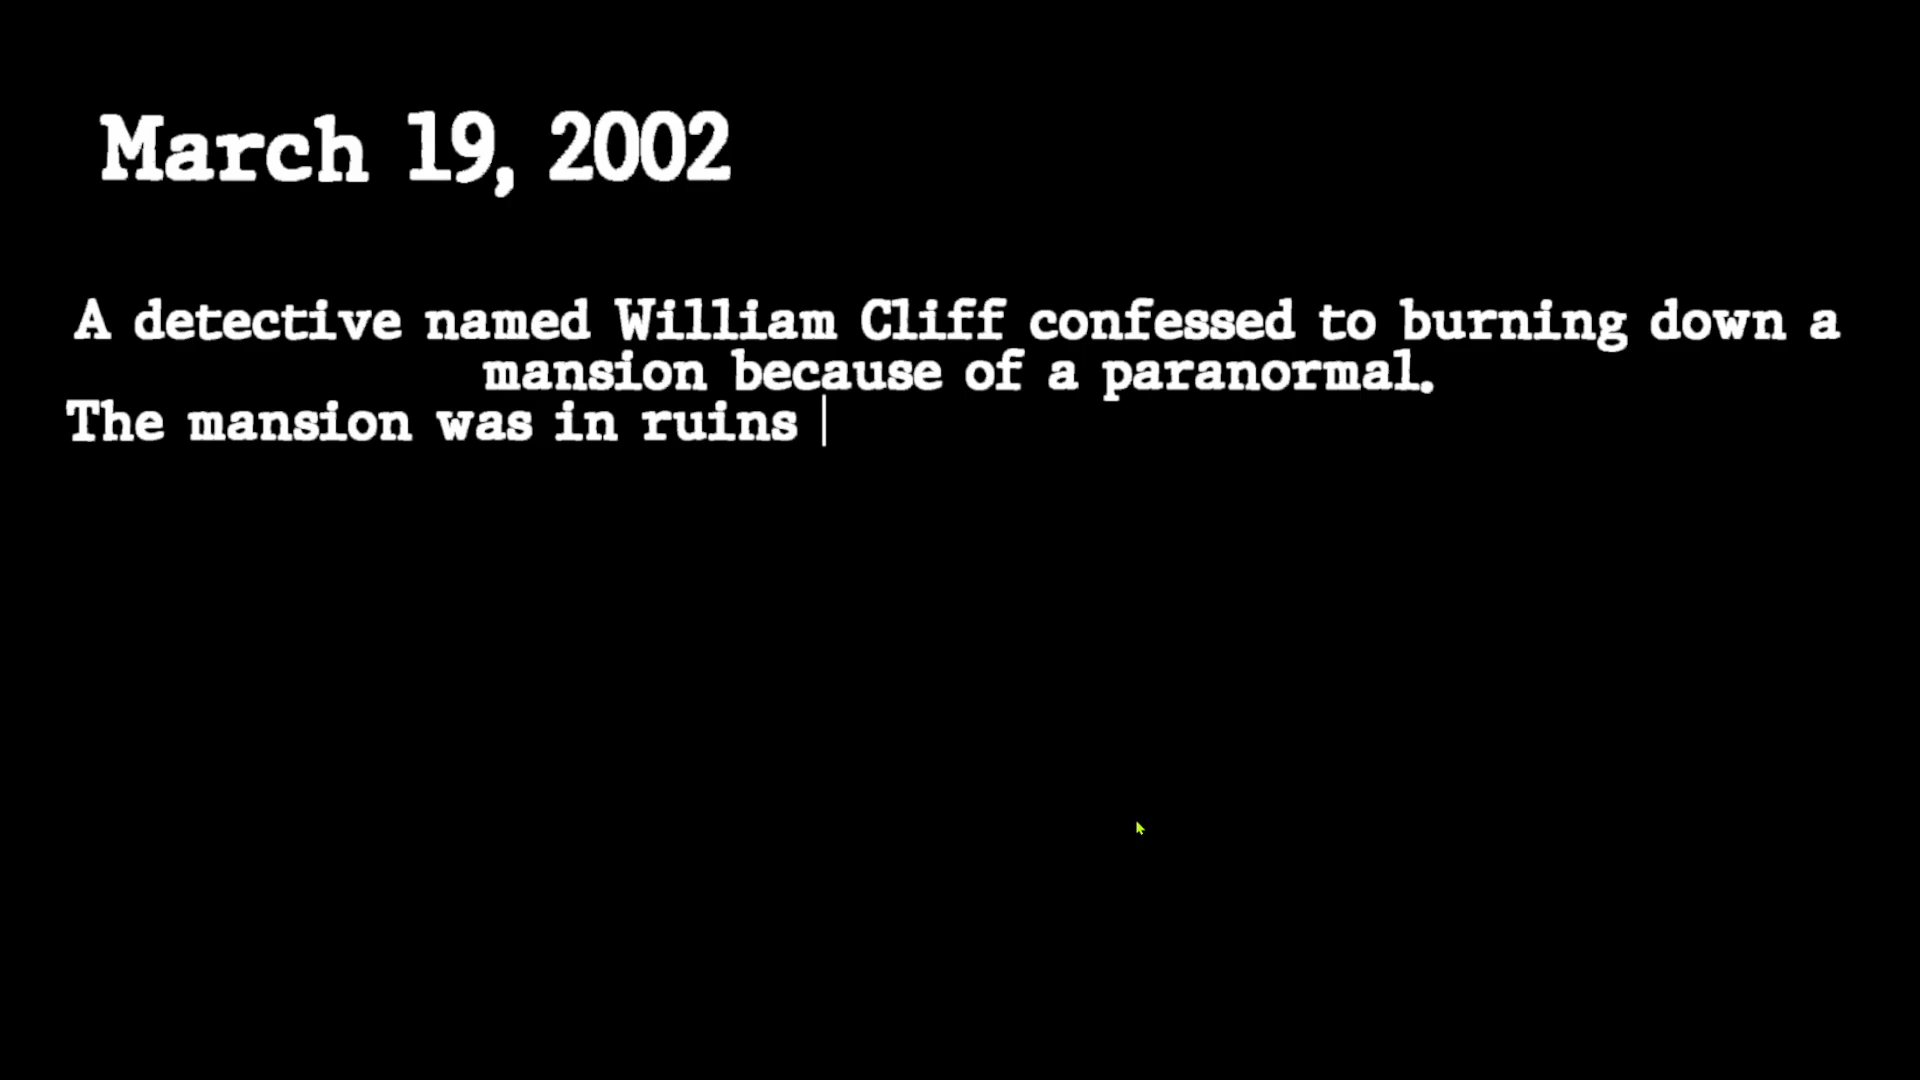 March 19, 2002
A detective named William Cliff confessed to burning down a
mansion because of a paranormal.
The mansion was in ruins